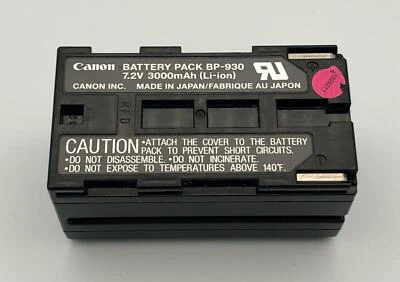 Canon BATTERY PACK BP-930
7.2V 3000mAh (Li-ion)
CANON INC. MADE IN JAPAN/FABRIQUE AU JAPON
CAUTION •ATTACHE THE COVER TO THE BATTERY
PACK TO PREVENT SHORT CIRCUITS.
•DO NOT DISASSEMBLE. •DO NOT INCINERATE.
•DO NOT EXPOSE TO TEMPERATURES ABOVE 140°F.